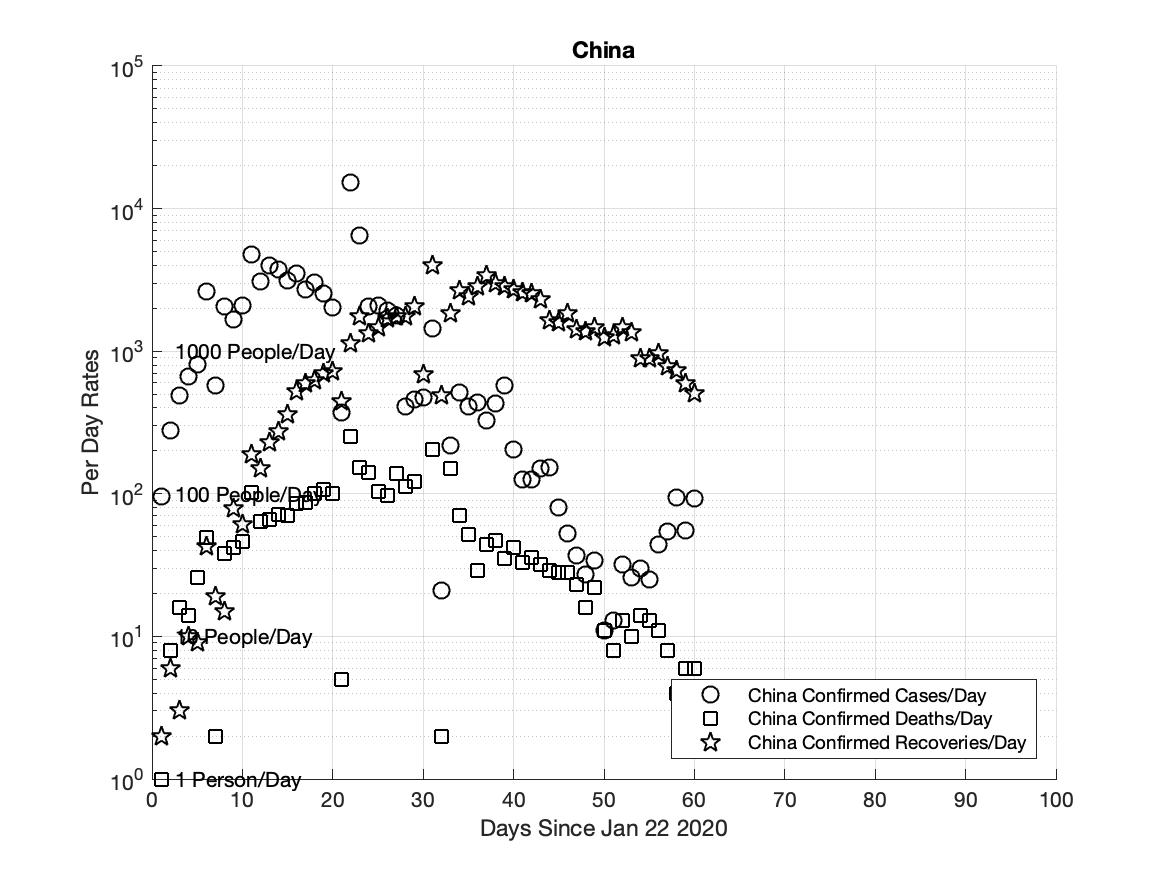 China
10^5
10^4
10^3
10^2
10^1
10^0
Per Day Rates
1000 People/Day
100 People/Day
10 People/Day
1 Person/Day
China Confirmed Cases/Day
China Confirmed Deaths/Day
China Confirmed Recoveries/Day
0 10 20 30 40 50 60 70 80 90 100
Days Since Jan 22 2020